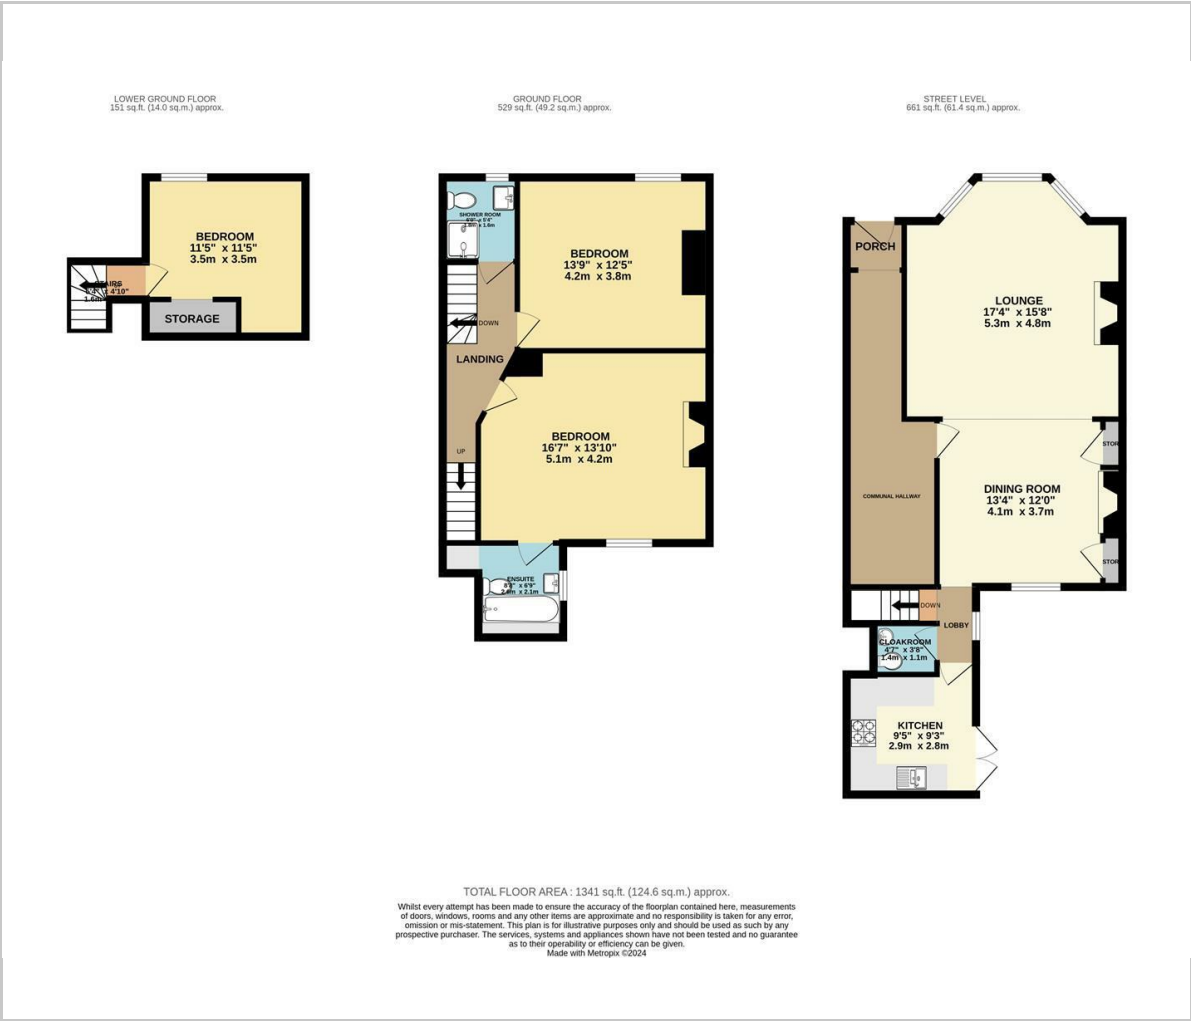 LOWER GROUND FLOOR
151 sq.ft. (14.0 sq.m.) approx.
BEDROOM
11'5" x 11'5"
3.5m x 3.5m
STORAGE
GROUND FLOOR
529 sq.ft. (49.2 sq.m.) approx.
SHOWER ROOM
BEDROOM
13'9" x 12'5"
4.2m x 3.8m
DOWN
LANDING
BEDROOM
16'7" x 13'10"
5.1m x 4.2m
UP
ENSUITE
8'6" x 6'9"
2.6m x 2.1m
STREET LEVEL
661 sq.ft. (61.4 sq.m.) approx.
PORCH
LOUNGE
17'4" x 15'8"
5.3m x 4.8m
STOR
COMMUNAL HALLWAY
DINING ROOM
13'4" x 12'0"
4.1m x 3.7m
STOR
DOWN
LOBBY
CLOAKROOM
4'7" x 3'8"
1.4m x 1.1m
KITCHEN
9'5" x 9'3"
2.9m x 2.8m
TOTAL FLOOR AREA : 1341 sq.ft. (124.6 sq.m.) approx.
Whilst every attempt has been made to ensure the accuracy of the floorplan contained here, measurements
of doors, windows, rooms and any other items are approximate and no responsibility is taken for any error,
omission or mis-statement. This plan is for illustrative purposes only and should be used as such by any
prospective purchaser. The services, systems and appliances shown have not been tested and no guarantee
as to their operability or efficiency can be given.
Made with Metropix ©2024